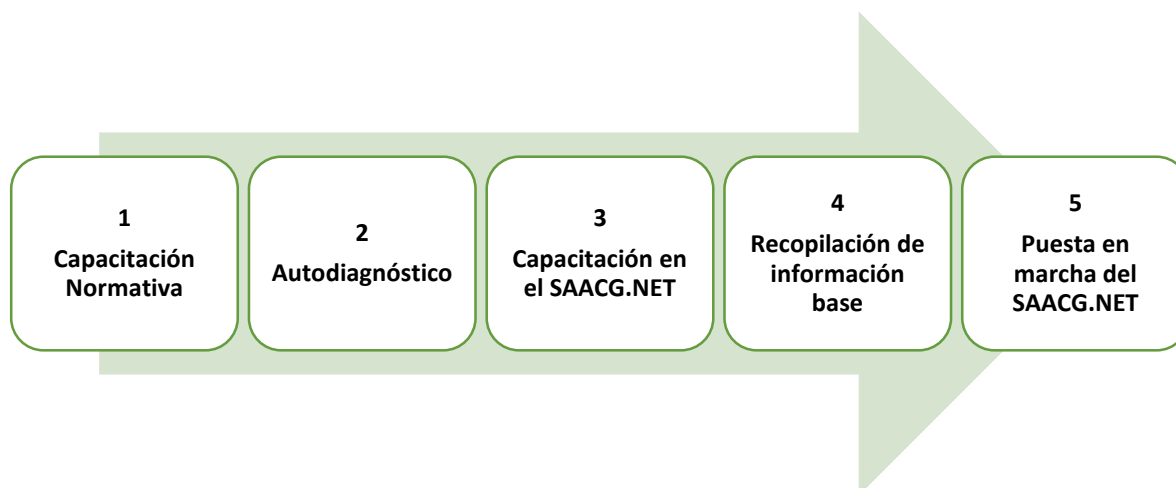 1
Capacitación
Normativa
2
Autodiagnóstico
3
Capacitación en
el SAACG.NET
4
Recopilación de
información
base
5
Puesta en
marcha del
SAACG.NET